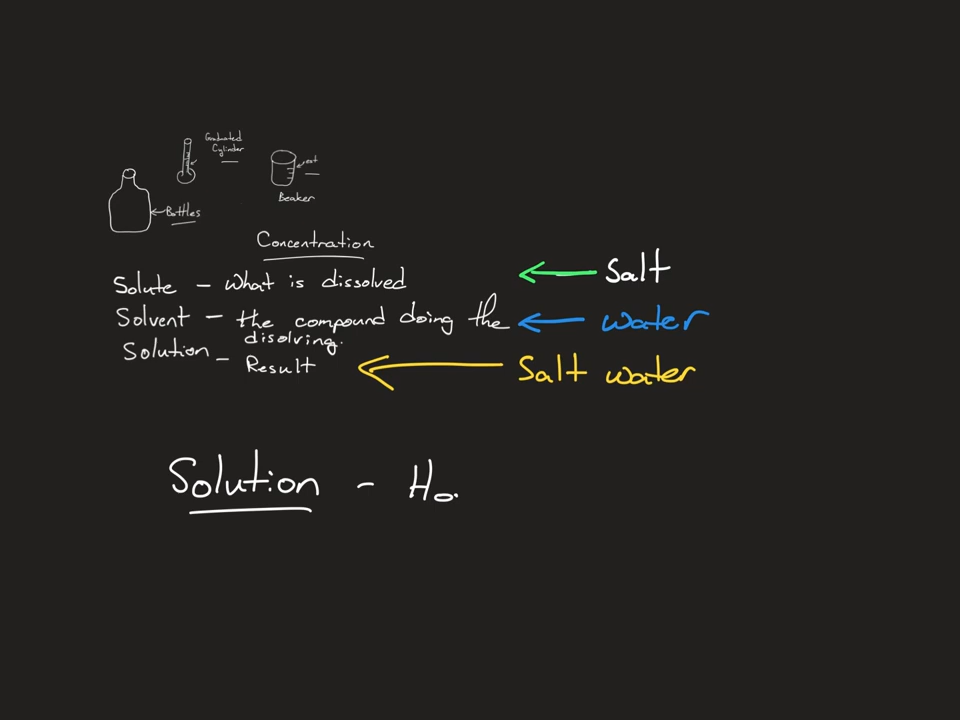 Graduated
Cylinder
Bottles
Beaker
Concentration
Solute - What is dissolved
Solvent - the compound doing the
disolving.
Solution - Result
Salt
water
Salt water
Solution - Ho